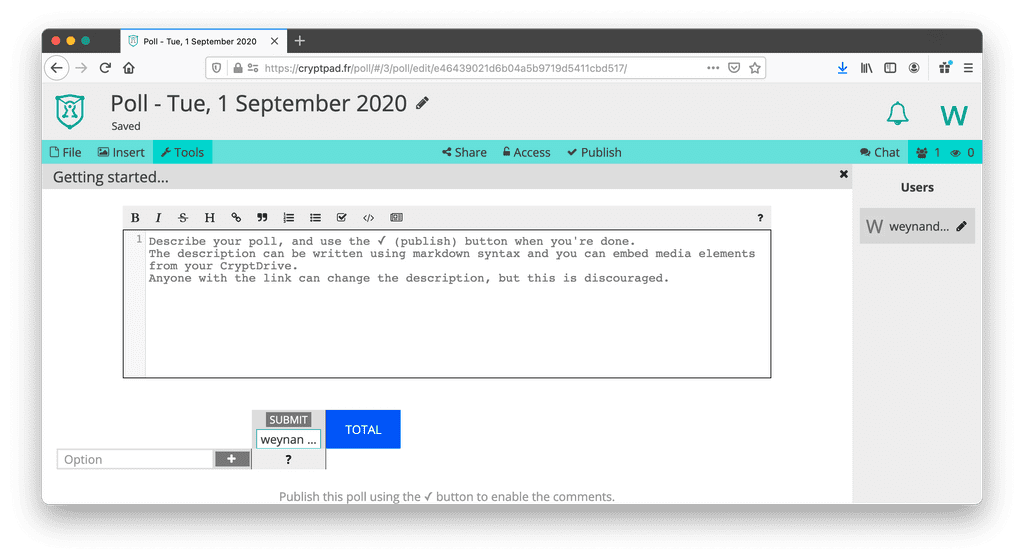 Poll - Tue, 1 September 2020
https://cryptpad.fr/poll/#/3/poll/edit/e46439021d6b04a5b9719d5411cbd517/
Poll - Tue, 1 September 2020
Saved
W
File Insert Tools Share Access Publish Chat 1 0
Getting started...
Users
W weynand...
B I S H ?
1 Describe your poll, and use the ✓ (publish) button when you're done.
The description can be written using markdown syntax and you can embed media elements
from your CryptDrive.
Anyone with the link can change the description, but this is discouraged.
SUBMIT
weynan ...
TOTAL
Option + ?
Publish this poll using the ✓ button to enable the comments.